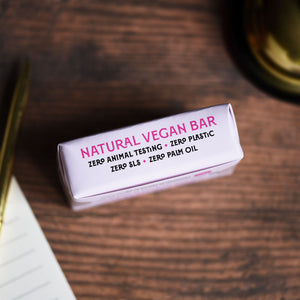 NATURAL VEGAN BAR
ZERO ANIMAL TESTING • ZERO PLASTIC
ZERO SLS • ZERO PALM OIL